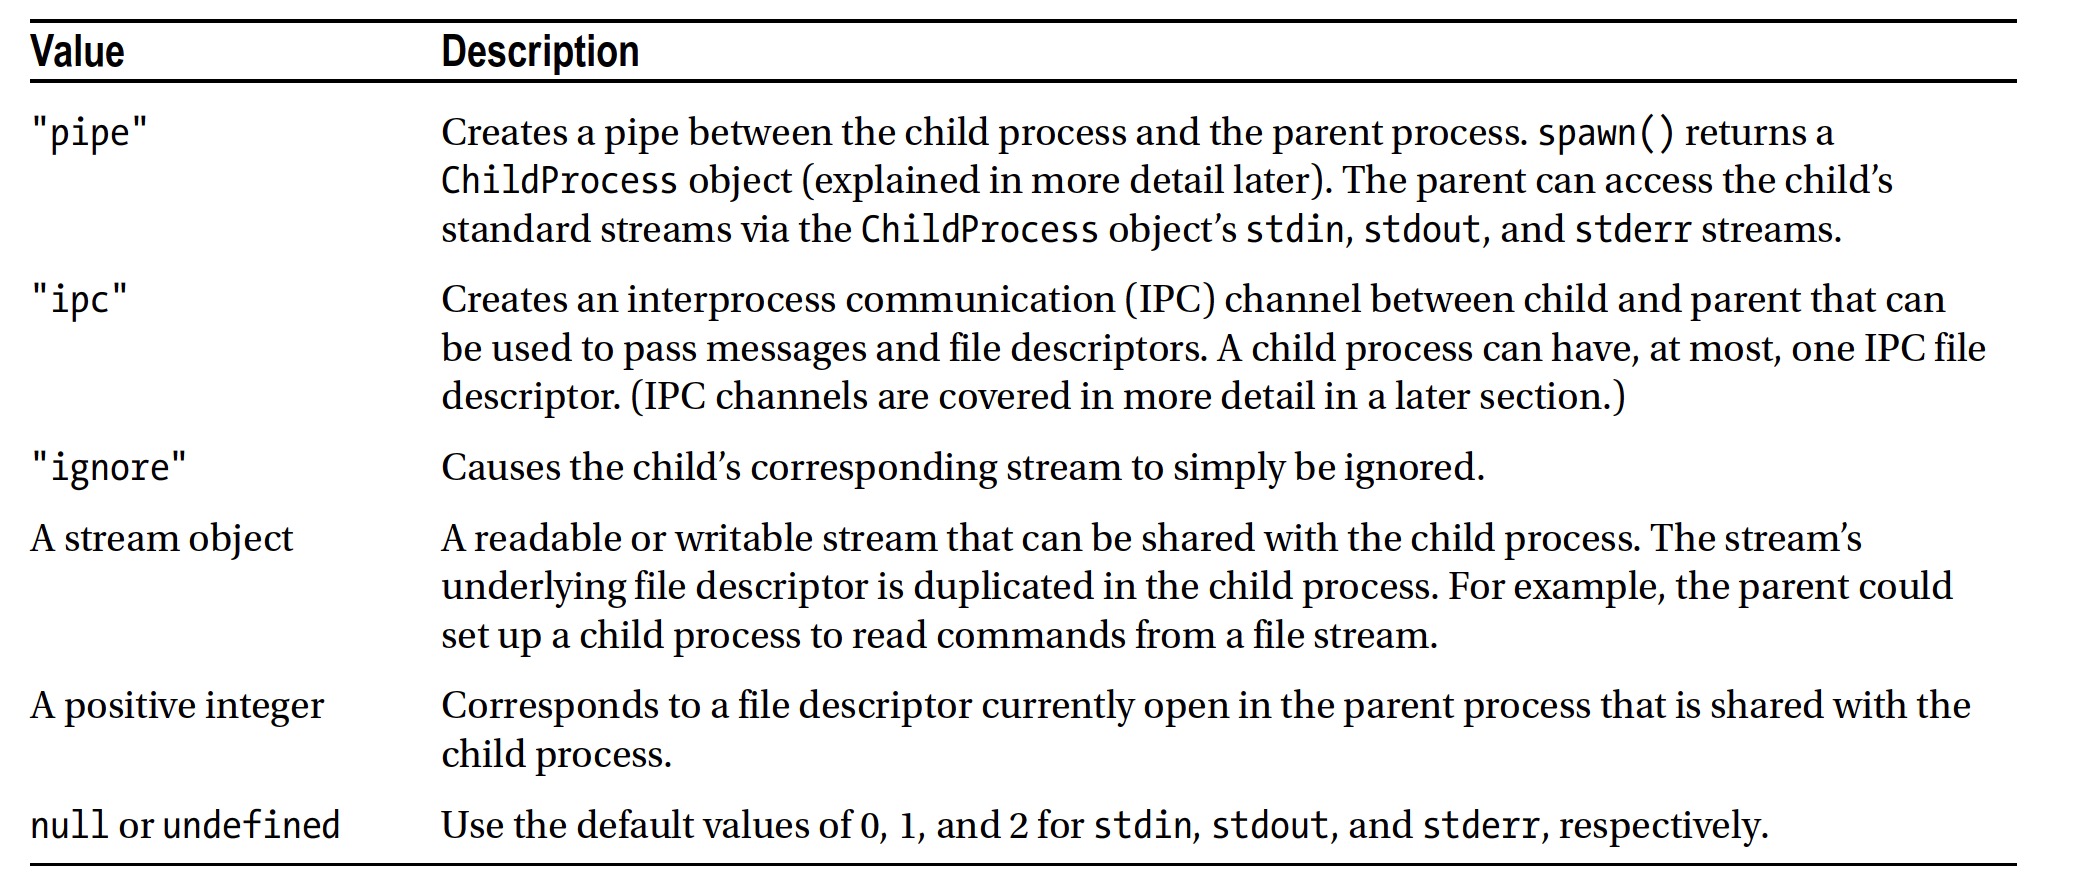 Value Description
"pipe" Creates a pipe between the child process and the parent process. spawn() returns a
ChildProcess object (explained in more detail later). The parent can access the child’s
standard streams via the ChildProcess object’s stdin, stdout, and stderr streams.
"ipc" Creates an interprocess communication (IPC) channel between child and parent that can
be used to pass messages and file descriptors. A child process can have, at most, one IPC file
descriptor. (IPC channels are covered in more detail in a later section.)
"ignore" Causes the child’s corresponding stream to simply be ignored.
A stream object A readable or writable stream that can be shared with the child process. The stream’s
underlying file descriptor is duplicated in the child process. For example, the parent could
set up a child process to read commands from a file stream.
A positive integer Corresponds to a file descriptor currently open in the parent process that is shared with the
child process.
null or undefined Use the default values of 0, 1, and 2 for stdin, stdout, and stderr, respectively.